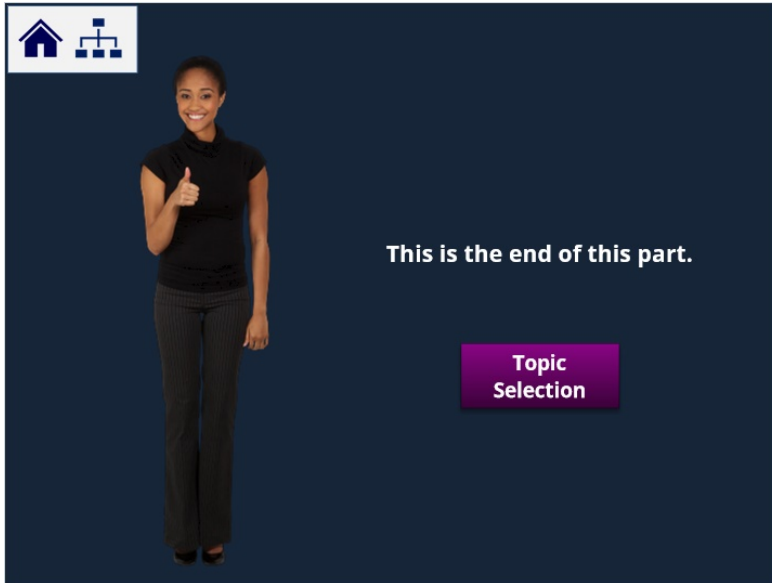 This is the end of this part.
Topic
Selection